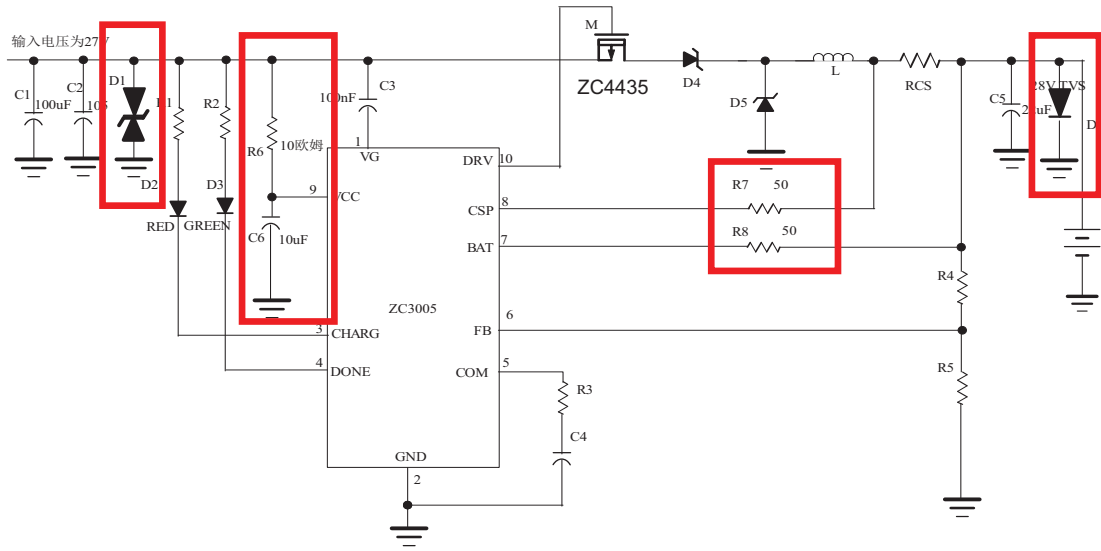 M
输入电压为27V
ZC4435
D4
L
RCS
C1
100uF
C2
105
D1
R1
R2
R6
10欧姆
100nF
C3
1
VG
D5
C5
28V TVS
D
DRV
10
R7
50
D2
D3
9
VCC
CSP
8
RED
GREEN
C6
10uF
R8
50
BAT
7
R4
ZC3005
6
FB
3
CHARG
4
DONE
COM
5
R3
R5
C4
GND
2